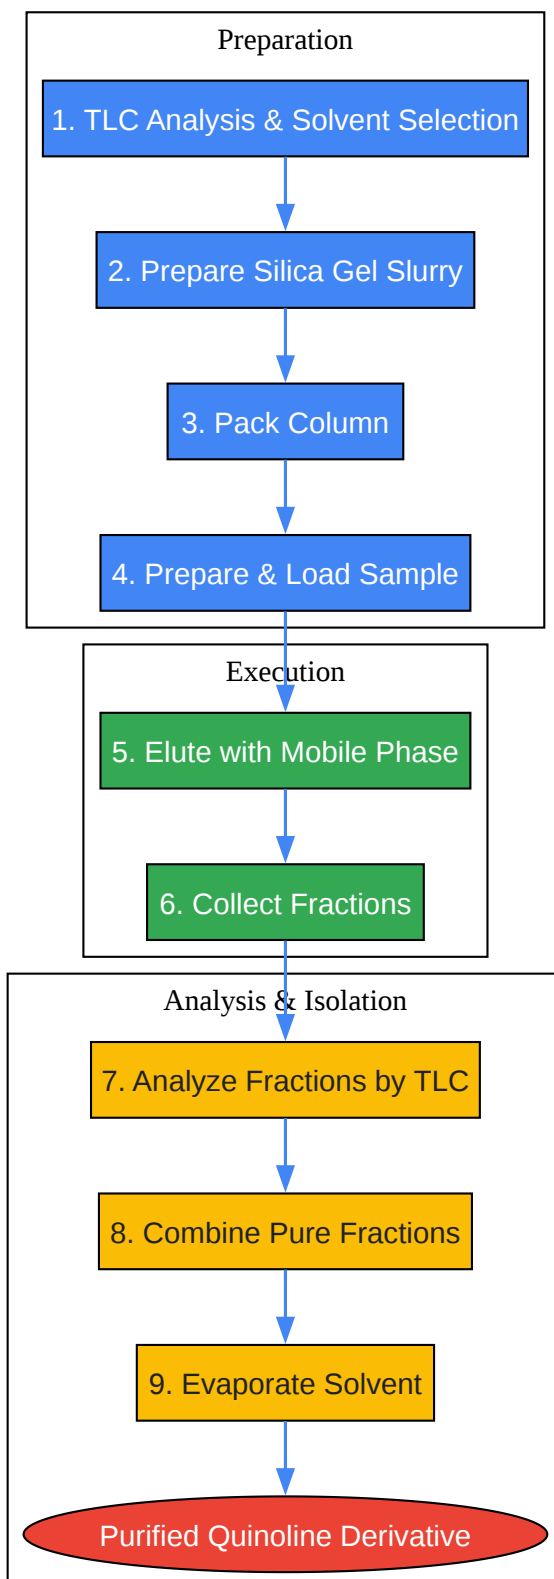 Preparation
1. TLC Analysis & Solvent Selection
2. Prepare Silica Gel Slurry
3. Pack Column
4. Prepare & Load Sample
Execution
5. Elute with Mobile Phase
6. Collect Fractions
Analysis & Isolation
7. Analyze Fractions by TLC
8. Combine Pure Fractions
9. Evaporate Solvent
Purified Quinoline Derivative